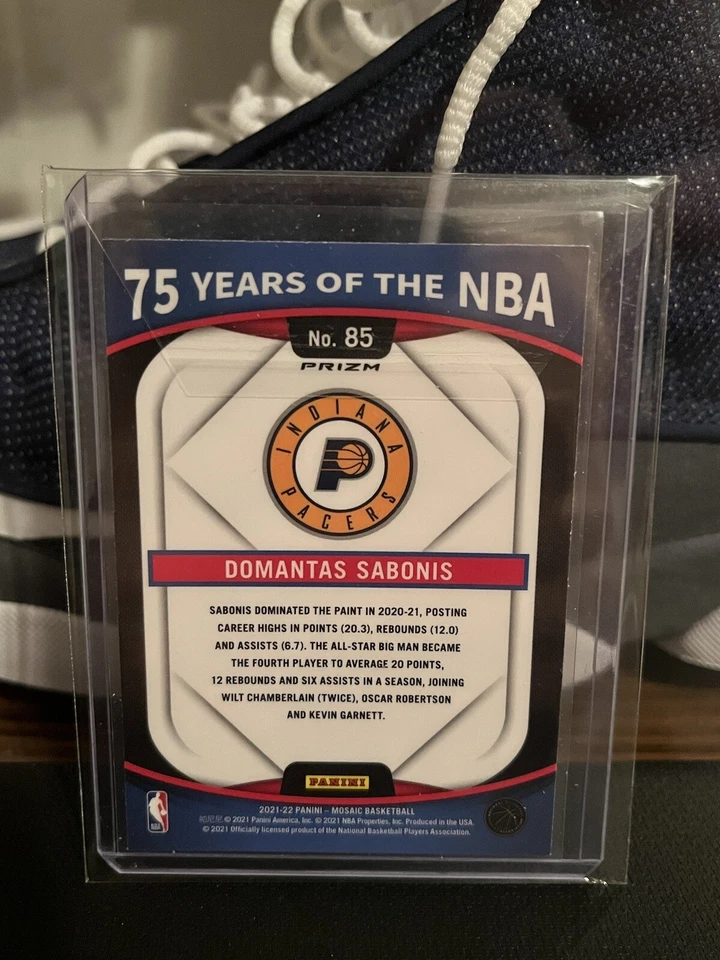 75 YEARS OF THE NBA
No. 85
PRIZM
INDIANA
PACERS
DOMANTAS SABONIS
SABONIS DOMINATED THE PAINT IN 2020-21, POSTING
CAREER HIGHS IN POINTS (20.3), REBOUNDS (12.0)
AND ASSISTS (6.7). THE ALL-STAR BIG MAN BECAME
THE FOURTH PLAYER TO AVERAGE 20 POINTS,
12 REBOUNDS AND SIX ASSISTS IN A SEASON, JOINING
WILT CHAMBERLAIN (TWICE), OSCAR ROBERTSON
AND KEVIN GARNETT.
PANINI
2021-22 PANINI – MOSAIC BASKETBALL
帕尼尼 © 2021 Panini America, Inc. © 2021 NBA Properties, Inc. Produced in the USA.
© 2021 Officially licensed product of the National Basketball Players Association.
NBA